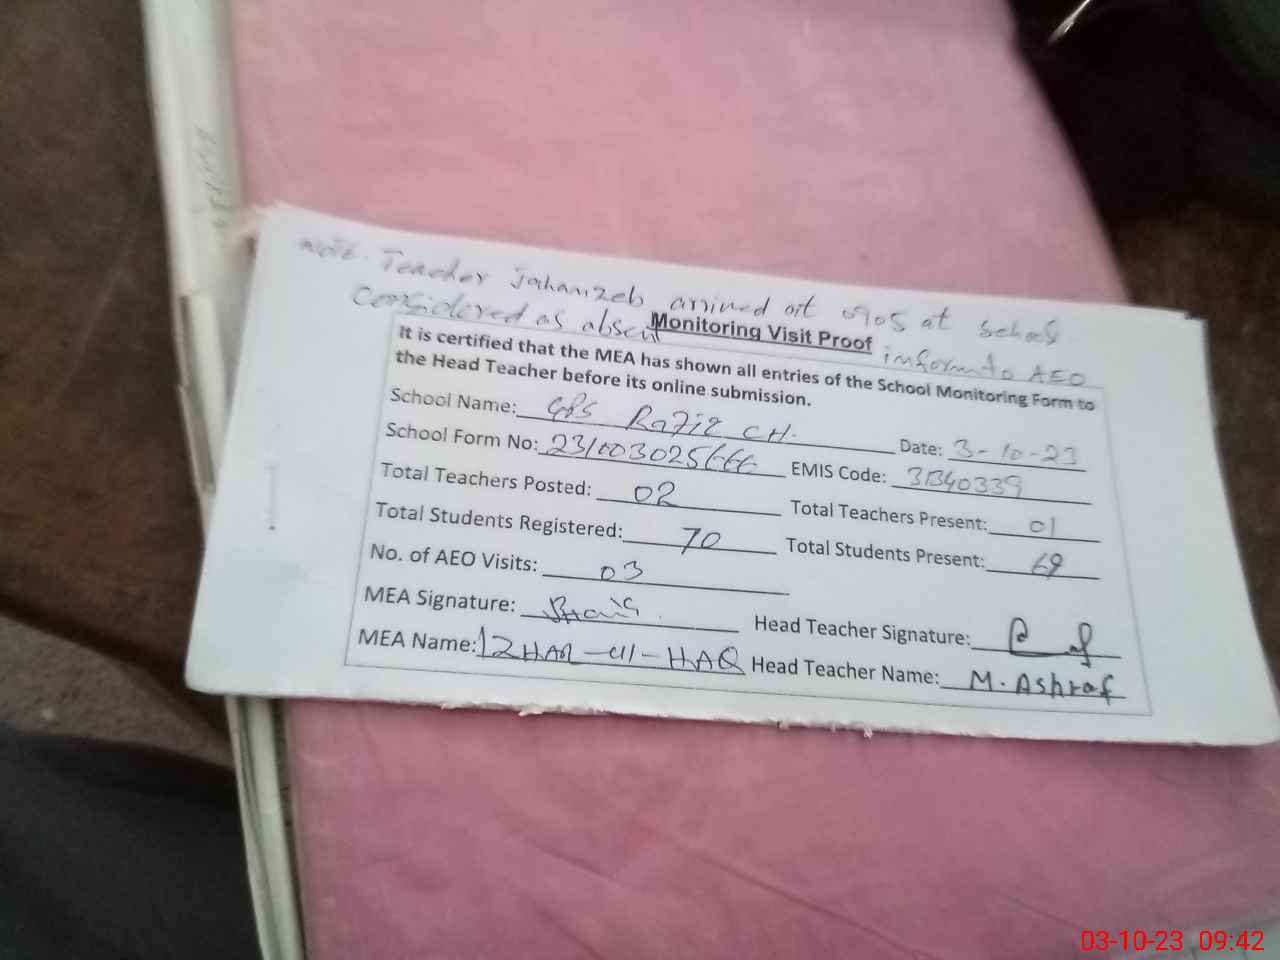 Note. Teacher Jahanzeb arrived at 0905 at school
Considered as absent
inform to AEO
Monitoring Visit Proof
It is certified that the MEA has shown all entries of the School Monitoring Form to
the Head Teacher before its online submission.
School Name: GPS Razi CH. Date: 3-10-23
School Form No: 231003025666 EMIS Code: 31340339
Total Teachers Posted: 02 Total Teachers Present: 01
Total Students Registered: 70 Total Students Present: 69
No. of AEO Visits: 03
MEA Signature: Head Teacher Signature:
MEA Name: IZHAR-ul-HAQ Head Teacher Name: M. Ashraf
03-10-23 09:42